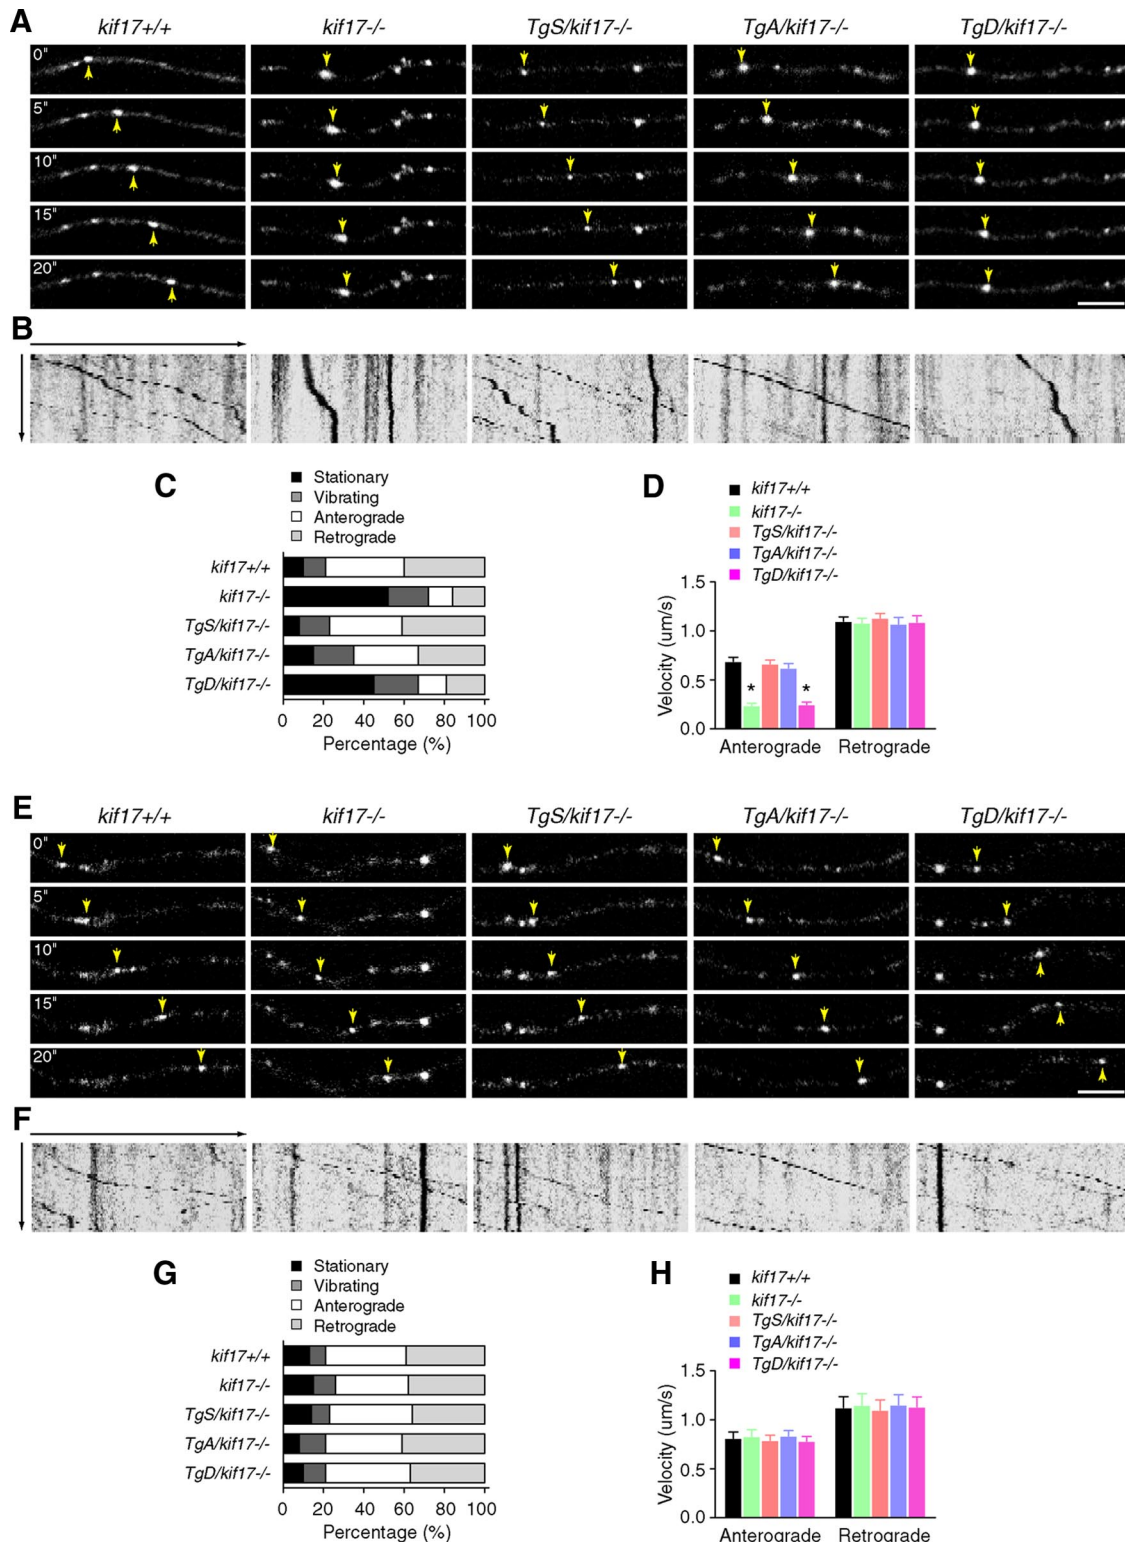 A
kif17+/+ kif17-/- TgS/kif17-/- TgA/kif17-/- TgD/kif17-/-
0"
5"
10"
15"
20"
B
C
Stationary
Vibrating
Anterograde
Retrograde
kif17+/+
kif17-/-
TgS/kif17-/-
TgA/kif17-/-
TgD/kif17-/-
0 20 40 60 80 100
Percentage (%)
D
kif17+/+
kif17-/-
TgS/kif17-/-
TgA/kif17-/-
TgD/kif17-/-
1.5
1.0
0.5
0.0
Velocity (um/s)
* *
Anterograde Retrograde
E
kif17+/+ kif17-/- TgS/kif17-/- TgA/kif17-/- TgD/kif17-/-
0"
5"
10"
15"
20"
F
G
Stationary
Vibrating
Anterograde
Retrograde
kif17+/+
kif17-/-
TgS/kif17-/-
TgA/kif17-/-
TgD/kif17-/-
0 20 40 60 80 100
Percentage (%)
H
kif17+/+
kif17-/-
TgS/kif17-/-
TgA/kif17-/-
TgD/kif17-/-
1.5
1.0
0.5
0.0
Velocity (um/s)
Anterograde Retrograde